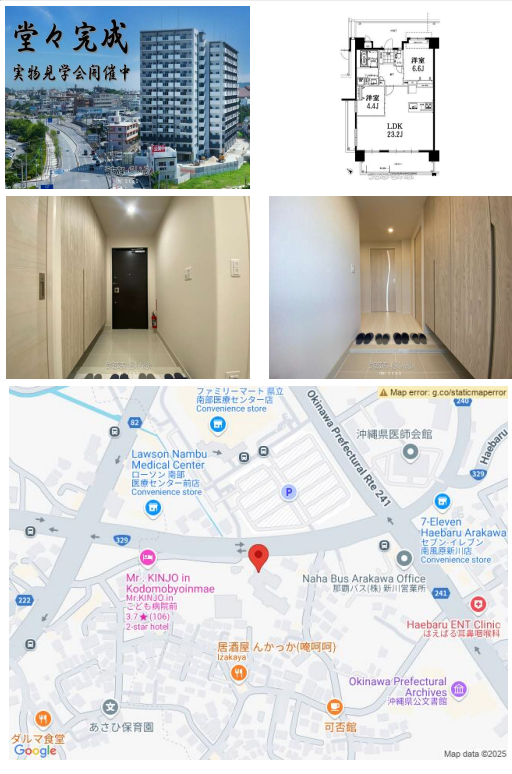 堂々完成
実物見学会開催中
洋室
6.6J
洋室
4.4J
LDK
23.2J
ファミリーマート 県立
南部医療センター店
Convenience store
Map error: g.co/staticmaperror
82
240
Okinawa Prefectural Rte 241
沖縄県医師会館
Haebaru
Lawson Nambu
Medical Center
ローソン 南部
医療センター前店
Convenience store
P
329
7-Eleven
Haebaru Arakawa
セブン-イレブン
南風原新川店
Convenience store
329
Naha Bus Arakawa Office
那覇バス(株) 新川営業所
Mr . KINJO in
Kodomobyoinmae
Mr.KINJO in
こども病院前
3.7★(106)
2-star hotel
222
241
Haebaru ENT Clinic
はえばる耳鼻咽喉科
居酒屋 んかっか(唵呵呵)
Izakaya
Okinawa Prefectural
Archives
沖縄県公文書館
あさひ保育園
可否館
ダルマ食堂
Google
Map data ©2025